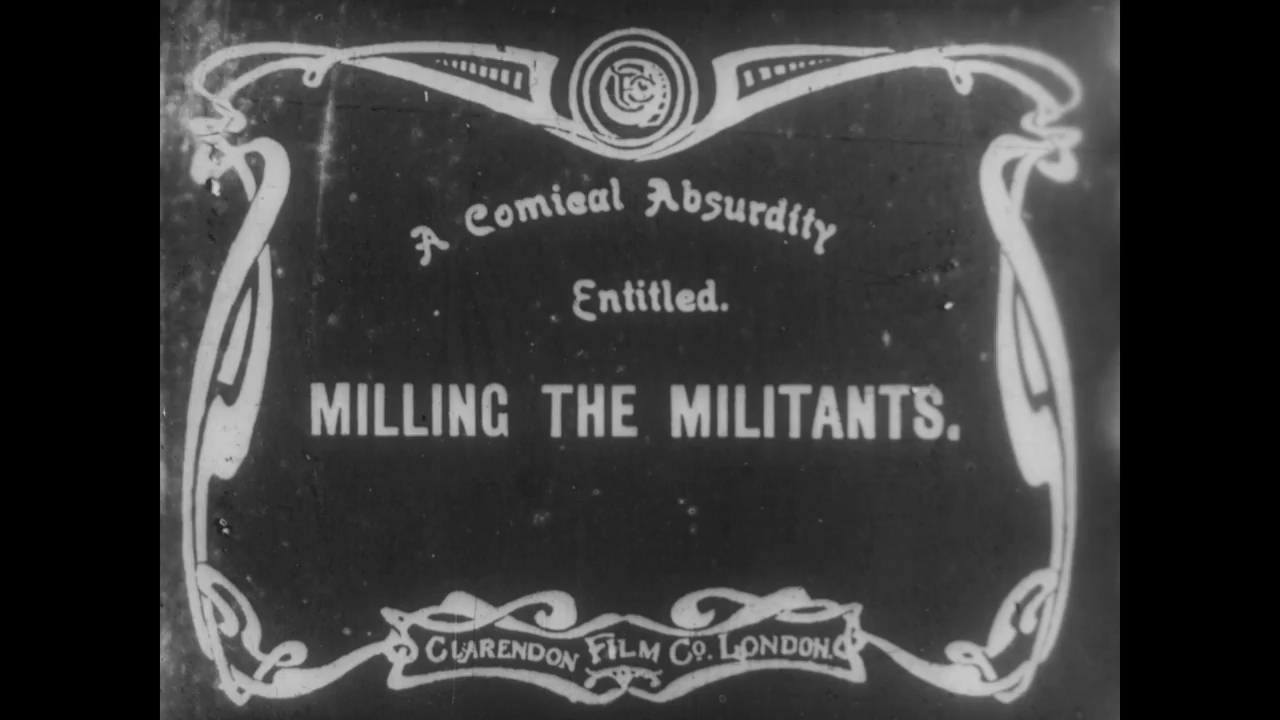 A Comical Absurdity
Entitled.
MILLING THE MILITANTS.
CLARENDON FILM CO. LONDON.